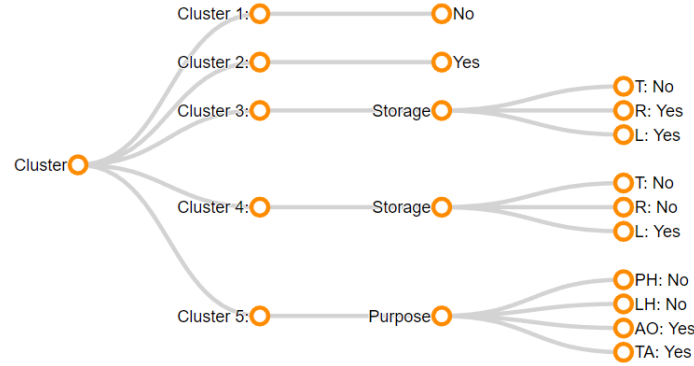 Cluster
Cluster 1:
No
Cluster 2:
Yes
Cluster 3:
Storage
T: No
R: Yes
L: Yes
Cluster 4:
Storage
T: No
R: No
L: Yes
Cluster 5:
Purpose
PH: No
LH: No
AO: Yes
TA: Yes